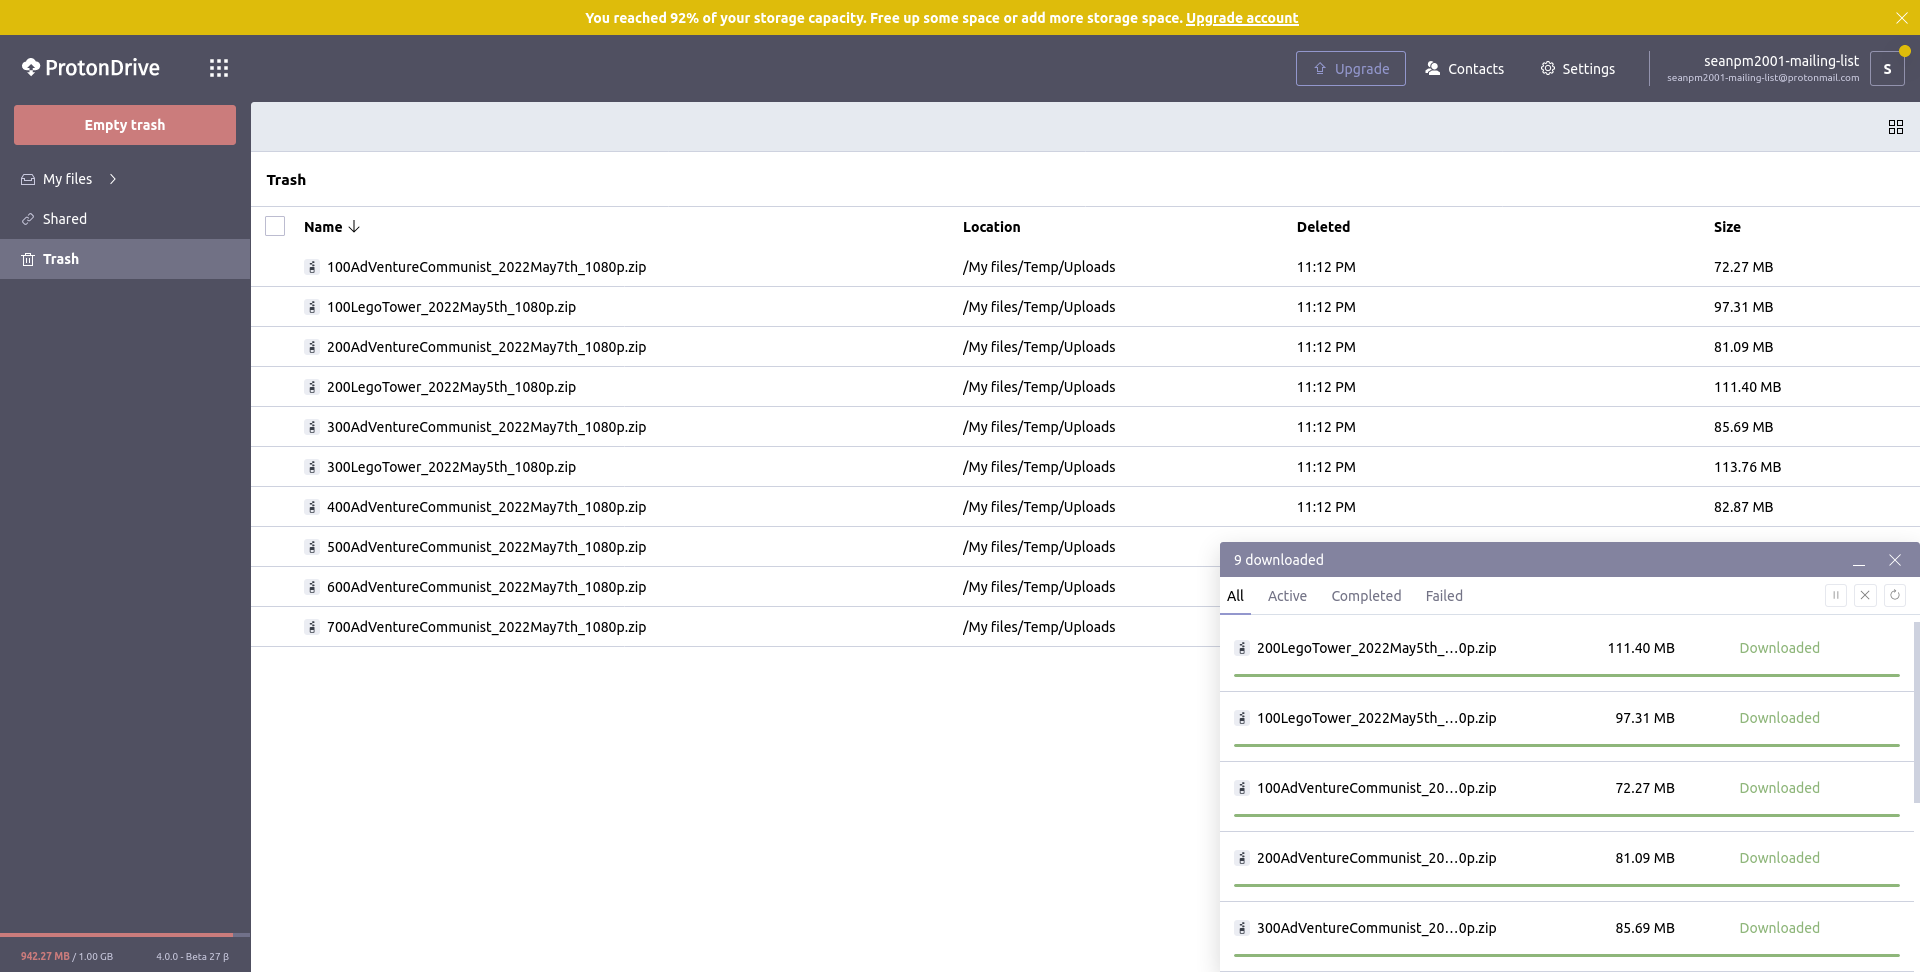 You reached 92% of your storage capacity. Free up some space or add more storage space. Upgrade account
ProtonDrive
Upgrade
Contacts
Settings
seanpm2001-mailing-list
seanpm2001-mailing-list@protonmail.com
S
Empty trash
My files
Shared
Trash
Trash
Name Location Deleted Size
100AdVentureCommunist_2022May7th_1080p.zip /My files/Temp/Uploads 11:12 PM 72.27 MB
100LegoTower_2022May5th_1080p.zip /My files/Temp/Uploads 11:12 PM 97.31 MB
200AdVentureCommunist_2022May7th_1080p.zip /My files/Temp/Uploads 11:12 PM 81.09 MB
200LegoTower_2022May5th_1080p.zip /My files/Temp/Uploads 11:12 PM 111.40 MB
300AdVentureCommunist_2022May7th_1080p.zip /My files/Temp/Uploads 11:12 PM 85.69 MB
300LegoTower_2022May5th_1080p.zip /My files/Temp/Uploads 11:12 PM 113.76 MB
400AdVentureCommunist_2022May7th_1080p.zip /My files/Temp/Uploads 11:12 PM 82.87 MB
500AdVentureCommunist_2022May7th_1080p.zip /My files/Temp/Uploads
600AdVentureCommunist_2022May7th_1080p.zip /My files/Temp/Uploads
700AdVentureCommunist_2022May7th_1080p.zip /My files/Temp/Uploads
9 downloaded
All Active Completed Failed
200LegoTower_2022May5th_...0p.zip 111.40 MB Downloaded
100LegoTower_2022May5th_...0p.zip 97.31 MB Downloaded
100AdVentureCommunist_20...0p.zip 72.27 MB Downloaded
200AdVentureCommunist_20...0p.zip 81.09 MB Downloaded
300AdVentureCommunist_20...0p.zip 85.69 MB Downloaded
942.27 MB / 1.00 GB 4.0.0 - Beta 27 β